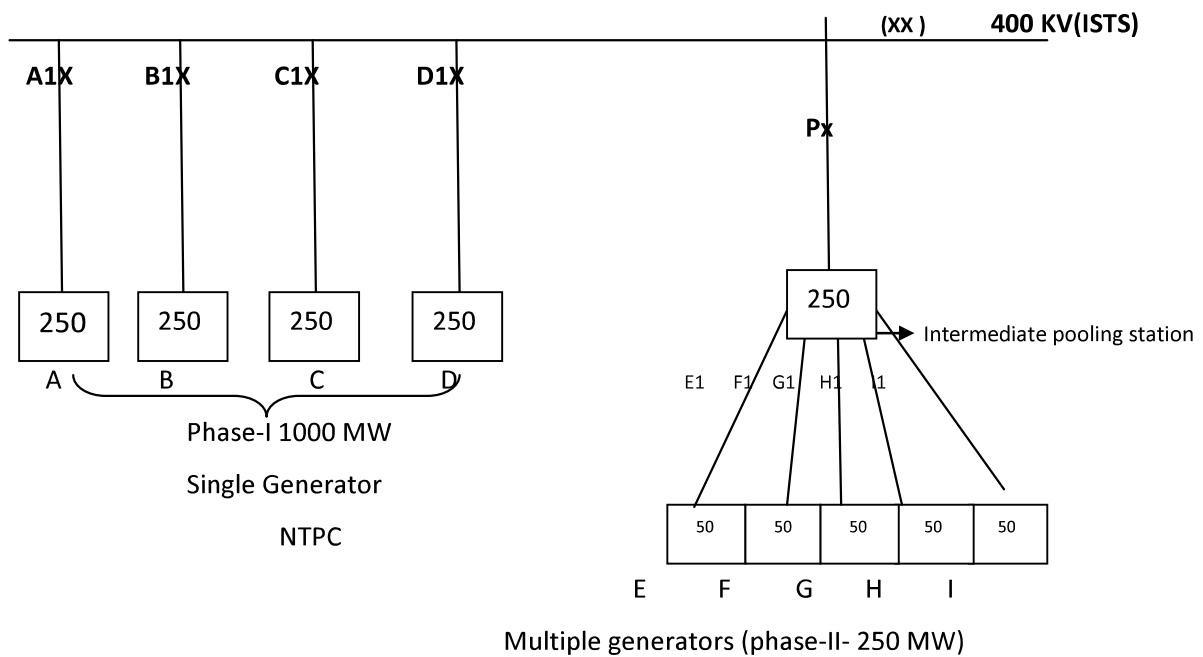 (XX ) 400 KV(ISTS)
A1X B1X C1X D1X
Px
250
Intermediate pooling station
250 250 250 250
A B C D
E1 F1 G1 H1 I1
Phase-I 1000 MW
Single Generator
NTPC
50 50 50 50 50
E F G H I
Multiple generators (phase-II- 250 MW)